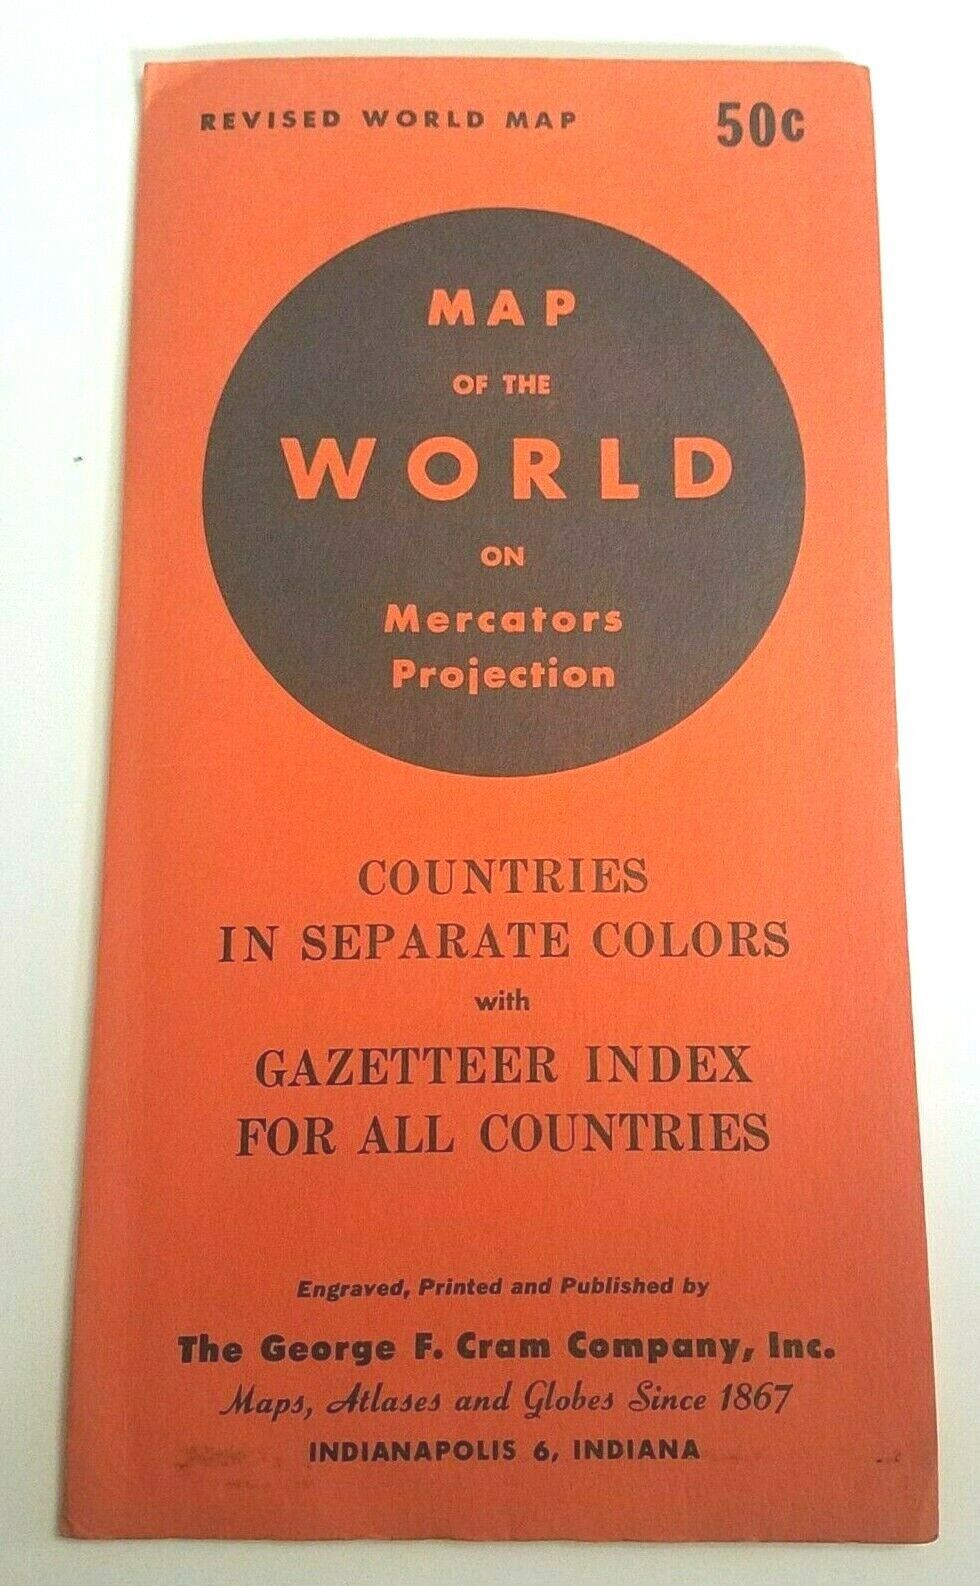 REVISED WORLD MAP 50c
MAP
OF THE
WORLD
ON
Mercators
Projection
COUNTRIES
IN SEPARATE COLORS
with
GAZETTEER INDEX
FOR ALL COUNTRIES
Engraved, Printed and Published by
The George F. Cram Company, Inc.
Maps, Atlases and Globes Since 1867
INDIANAPOLIS 6, INDIANA